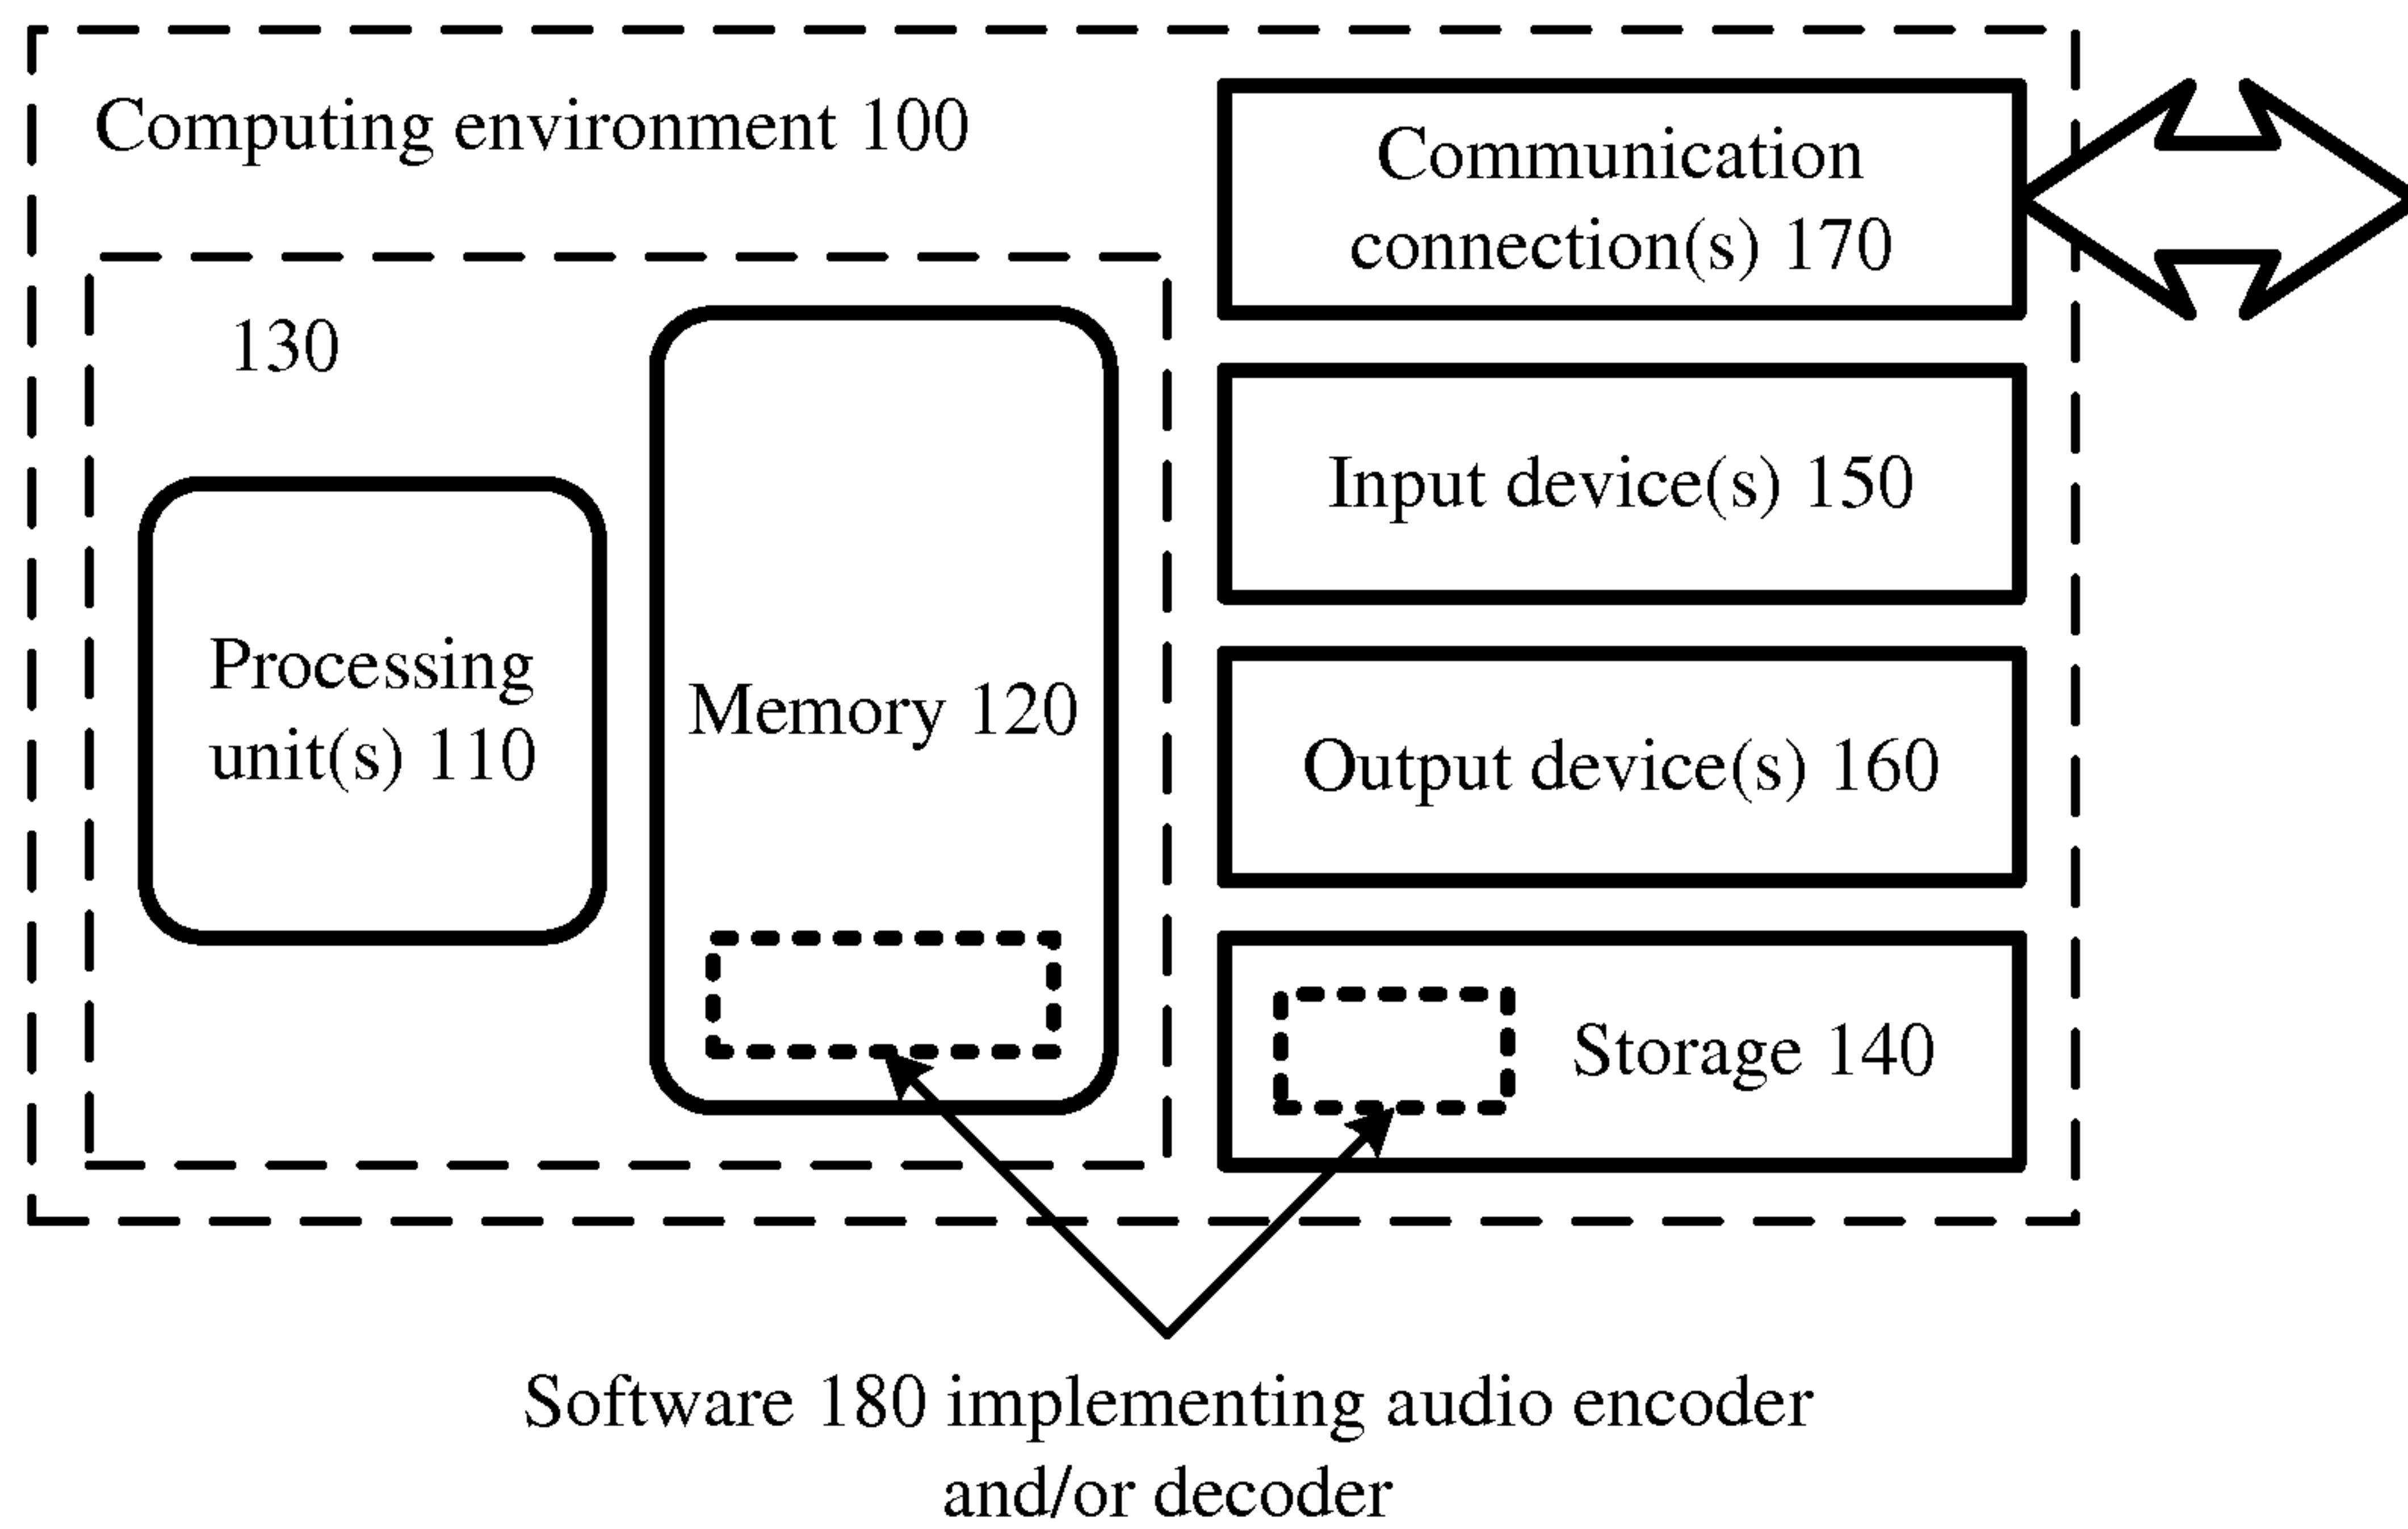 Computing environment 100
Communication
connection(s) 170
130
Input device(s) 150
Processing
unit(s) 110
Memory 120
Output device(s) 160
Storage 140
Software 180 implementing audio encoder
and/or decoder